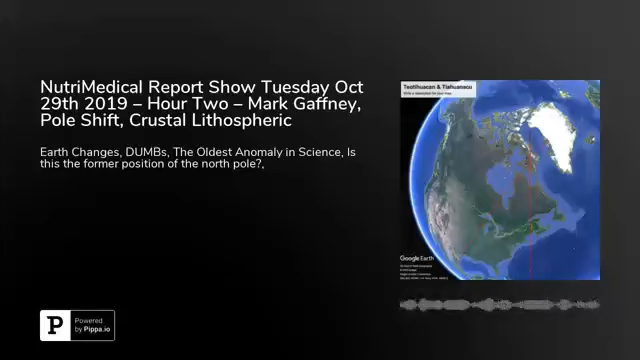 NutriMedical Report Show Tuesday Oct
29th 2019 – Hour Two – Mark Gaffney,
Pole Shift, Crustal Lithospheric
Earth Changes, DUMBs, The Oldest Anomaly in Science, Is
this the former position of the north pole?,
Teotihuacan & Tiahuanacu
Google Earth
P
Powered
by Pippa.io